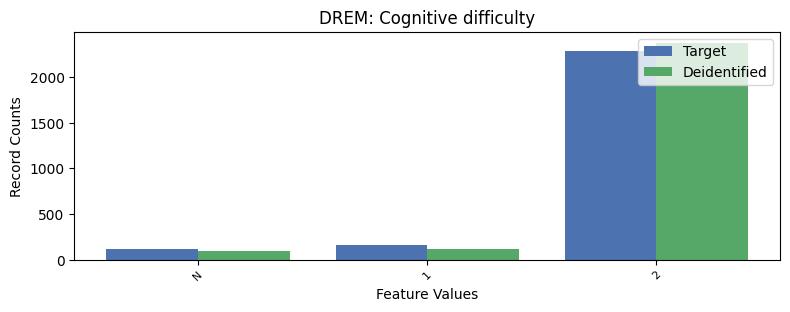 DREM: Cognitive difficulty
Target
Deidentified
Record Counts
2000
1500
1000
500
0
N
1
2
Feature Values